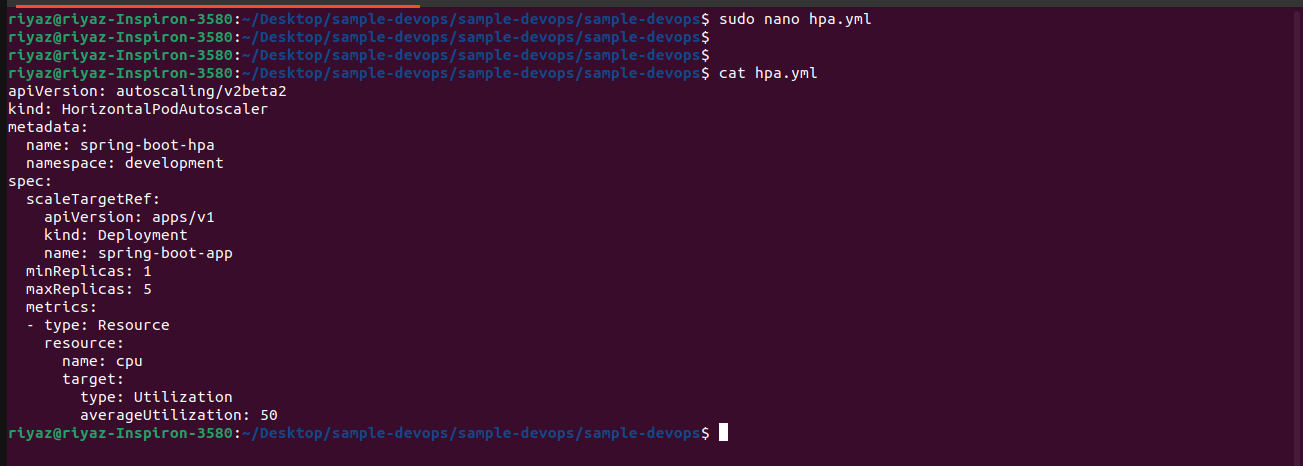 riyaz@riyaz-Inspiron-3580:~/Desktop/sample-devops/sample-devops/sample-devops$ sudo nano hpa.yml
riyaz@riyaz-Inspiron-3580:~/Desktop/sample-devops/sample-devops/sample-devops$
riyaz@riyaz-Inspiron-3580:~/Desktop/sample-devops/sample-devops/sample-devops$
riyaz@riyaz-Inspiron-3580:~/Desktop/sample-devops/sample-devops/sample-devops$ cat hpa.yml
apiVersion: autoscaling/v2beta2
kind: HorizontalPodAutoscaler
metadata:
  name: spring-boot-hpa
  namespace: development
spec:
  scaleTargetRef:
    apiVersion: apps/v1
    kind: Deployment
    name: spring-boot-app
  minReplicas: 1
  maxReplicas: 5
  metrics:
  - type: Resource
    resource:
      name: cpu
      target:
        type: Utilization
        averageUtilization: 50
riyaz@riyaz-Inspiron-3580:~/Desktop/sample-devops/sample-devops/sample-devops$